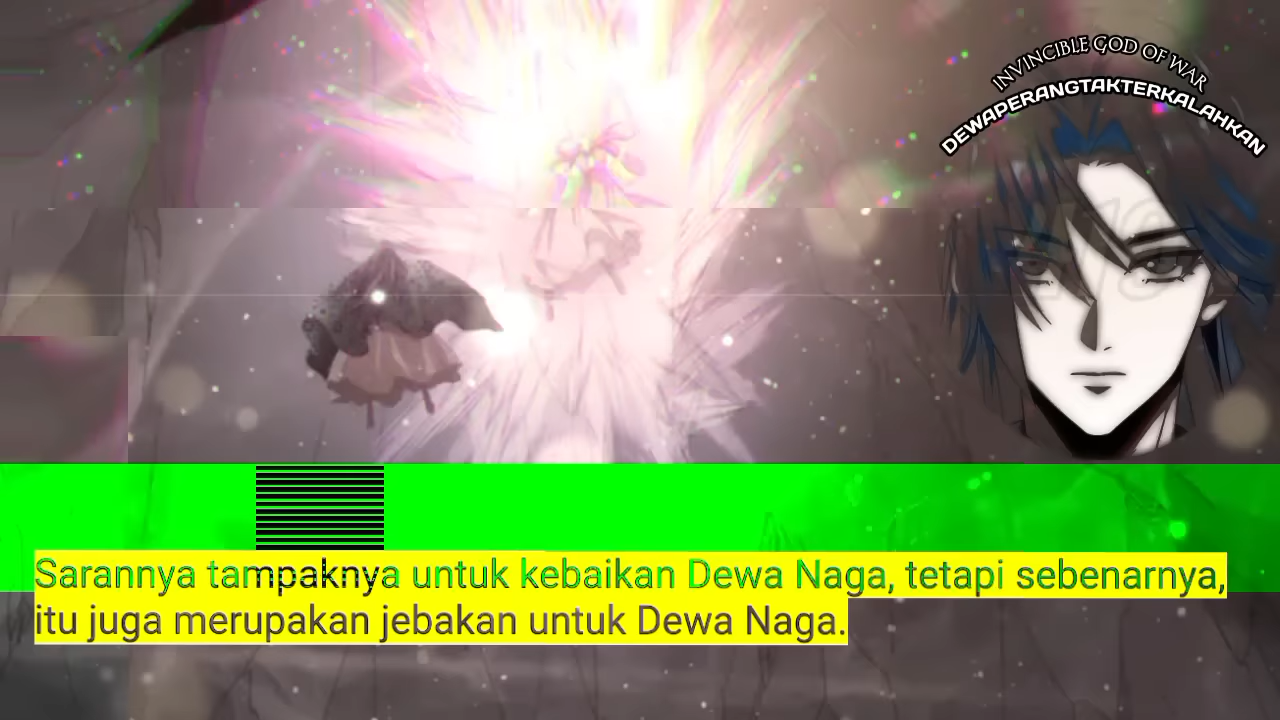 INVINCIBLE GOD OF WAR
DEWAPERANGTAKTERKALAHKAN
Sarannya tampaknya untuk kebaikan Dewa Naga, tetapi sebenarnya,
itu juga merupakan jebakan untuk Dewa Naga.